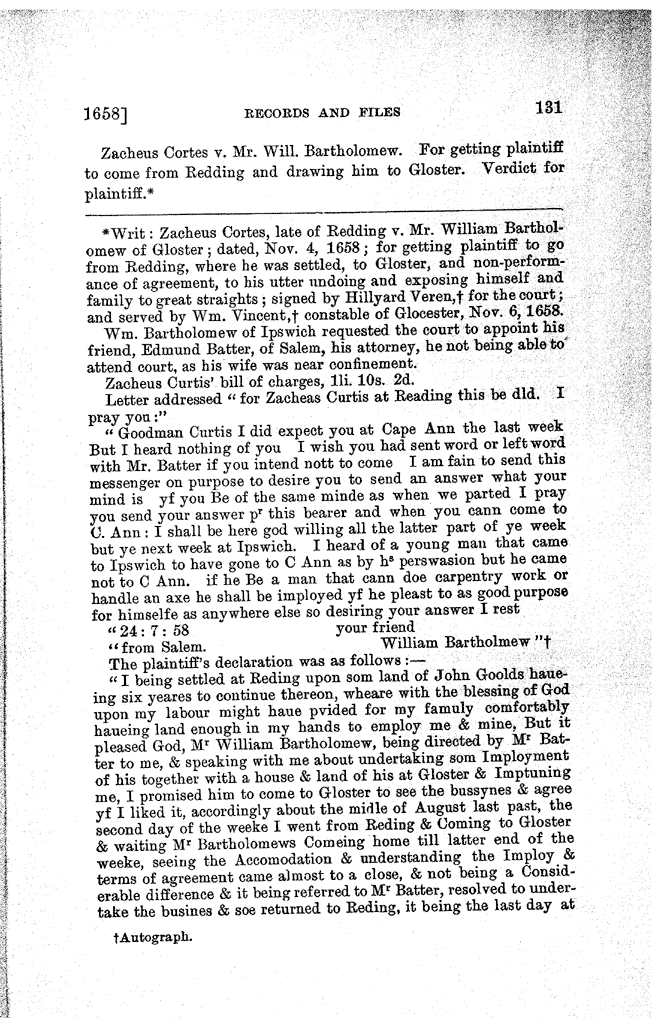 1658] RECORDS AND FILES 131
Zacheus Cortes v. Mr. Will. Bartholomew. For getting plaintiff
to come from Redding and drawing him to Gloster. Verdict for
plaintiff.*
*Writ: Zacheus Cortes, late of Redding v. Mr. William Barthol-
omew of Gloster; dated, Nov. 4, 1658; for getting plaintiff to go
from Redding, where he was settled, to Gloster, and non-perform-
ance of agreement, to his utter undoing and exposing himself and
family to great straights; signed by Hillyard Veren,† for the court;
and served by Wm. Vincent,† constable of Glocester, Nov. 6, 1658.
Wm. Bartholomew of Ipswich requested the court to appoint his
friend, Edmund Batter, of Salem, his attorney, he not being able to
attend court, as his wife was near confinement.
Zacheus Curtis' bill of charges, 1li. 10s. 2d.
Letter addressed "for Zacheas Curtis at Reading this be dld. I
pray you:"
"Goodman Curtis I did expect you at Cape Ann the last week
But I heard nothing of you I wish you had sent word or left word
with Mr. Batter if you intend nott to come I am fain to send this
messenger on purpose to desire you to send an answer what your
mind is yf you Be of the same minde as when we parted I pray
you send your answer pʳ this bearer and when you cann come to
C. Ann: I shall be here god willing all the latter part of ye week
but ye next week at Ipswich. I heard of a young man that came
to Ipswich to have gone to C Ann as by hˢ perswasion but he came
not to C Ann. if he Be a man that cann doe carpentry work or
handle an axe he shall be imployed yf he pleast to as good purpose
for himselfe as anywhere else so desiring your answer I rest
"24: 7: 58 your friend
"from Salem. William Bartholmew"†
The plaintiff's declaration was as follows:—
"I being settled at Reding upon som land of John Goolds haue-
ing six yeares to continue thereon, wheare with the blessing of God
upon my labour might haue pvided for my famuly comfortably
haueing land enough in my hands to employ me & mine, But it
pleased God, Mʳ William Bartholomew, being directed by Mʳ Bat-
ter to me, & speaking with me about undertaking som Imployment
of his together with a house & land of his at Gloster & Imptuning
me, I promised him to come to Gloster to see the bussynes & agree
yf I liked it, accordingly about the midle of August last past, the
second day of the weeke I went from Reding & Coming to Gloster
& waiting Mʳ Bartholomews Comeing home till latter end of the
weeke, seeing the Accomodation & understanding the Imploy &
terms of agreement came almost to a close, & not being a Consid-
erable difference & it being referred to Mʳ Batter, resolved to under-
take the busines & soe returned to Reding, it being the last day at
†Autograph.